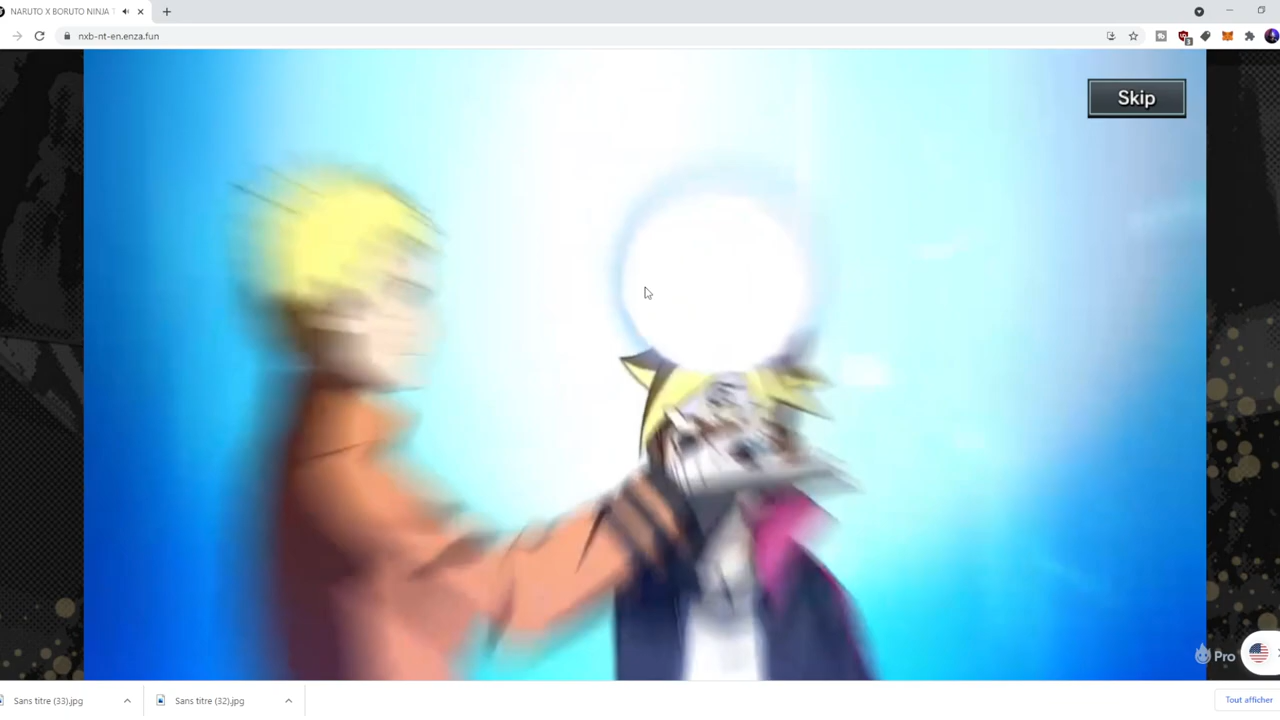 NARUTO X BORUTO NINJA T
nxb-nt-en.enza.fun
3
Skip
Pro
Sans titre (33).jpg
Sans titre (32).jpg
Tout afficher